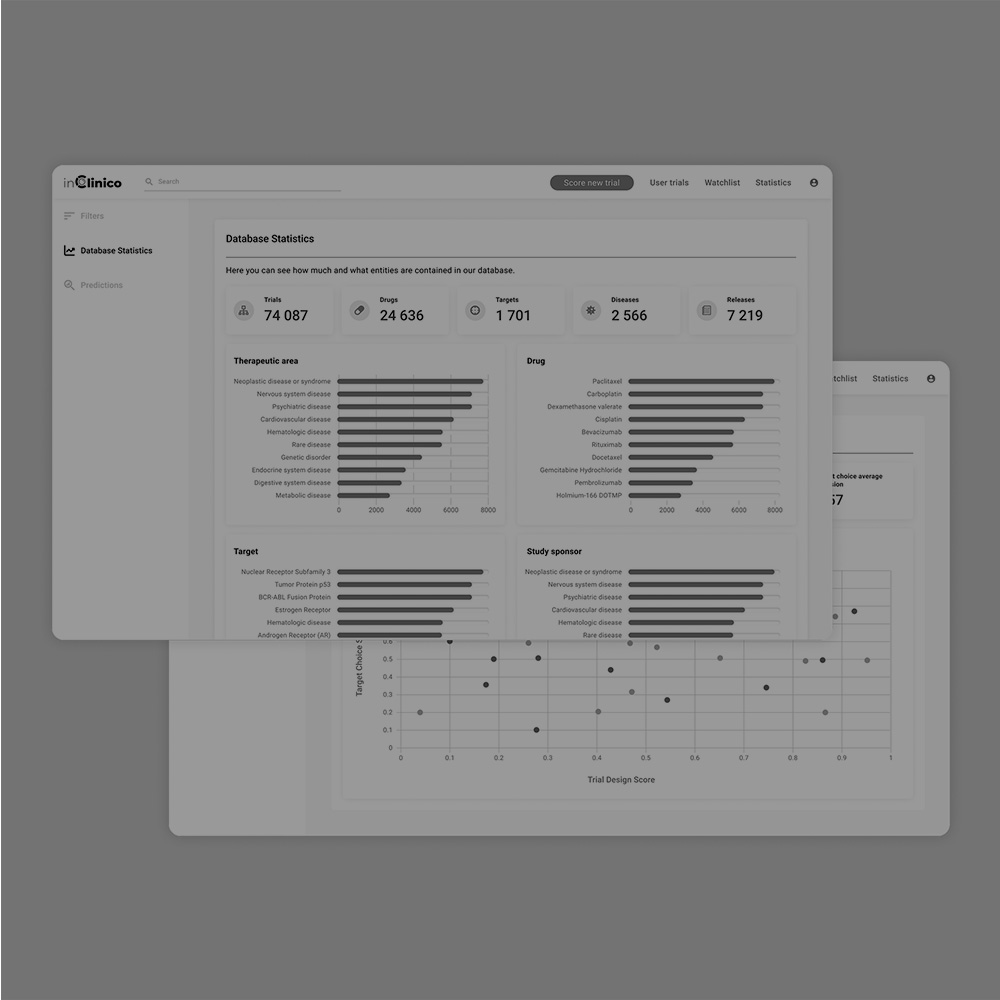 inClinico
Search
Score new trial
User trials
Watchlist
Statistics
Filters
Database Statistics
Predictions
Database Statistics
Here you can see how much and what entities are contained in our database.
Trials
74 087
Drugs
24 636
Targets
1 701
Diseases
2 566
Releases
7 219
Therapeutic area
Neoplastic disease or syndrome
Nervous system disease
Psychiatric disease
Cardiovascular disease
Hematologic disease
Rare disease
Genetic disorder
Endocrine system disease
Digestive system disease
Metabolic disease
0 2000 4000 6000 8000
Drug
Paclitaxel
Carboplatin
Dexamethasone valerate
Cisplatin
Bevacizumab
Rituximab
Docetaxel
Gemcitabine Hydrochloride
Pembrolizumab
Holmium-166 DOTMP
0 2000 4000 6000 8000
Target
Nuclear Receptor Subfamily 3
Tumor Protein p53
BCR-ABL Fusion Protein
Estrogen Receptor
Hematologic disease
Androgen Receptor (AR)
Study sponsor
Neoplastic disease or syndrome
Nervous system disease
Psychiatric disease
Cardiovascular disease
Hematologic disease
Rare disease
tchlist
Statistics
t choice average
sion
57
Target Choice S
0.6
0.5
0.4
0.3
0.2
0.1
0
0 0.1 0.2 0.3 0.4 0.5 0.6 0.7 0.8 0.9 1
Trial Design Score